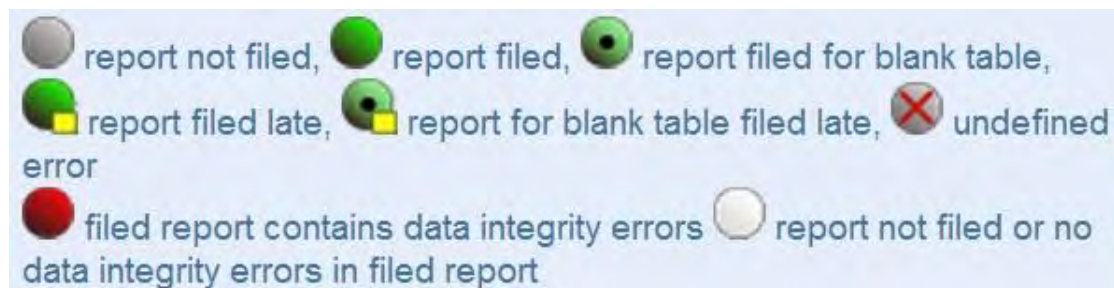 report not filed, report filed, report filed for blank table,
report filed late, report for blank table filed late, undefined
error
filed report contains data integrity errors report not filed or no
data integrity errors in filed report